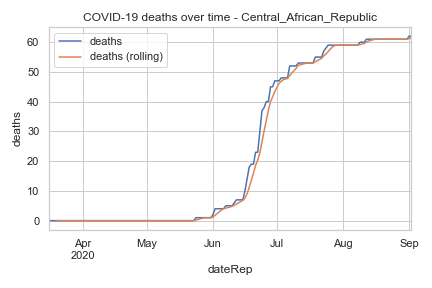 COVID-19 deaths over time - Central_African_Republic
deaths
deaths (rolling)
60
50
40
30
20
10
0
deaths
Apr
2020
May
Jun
Jul
Aug
Sep
dateRep